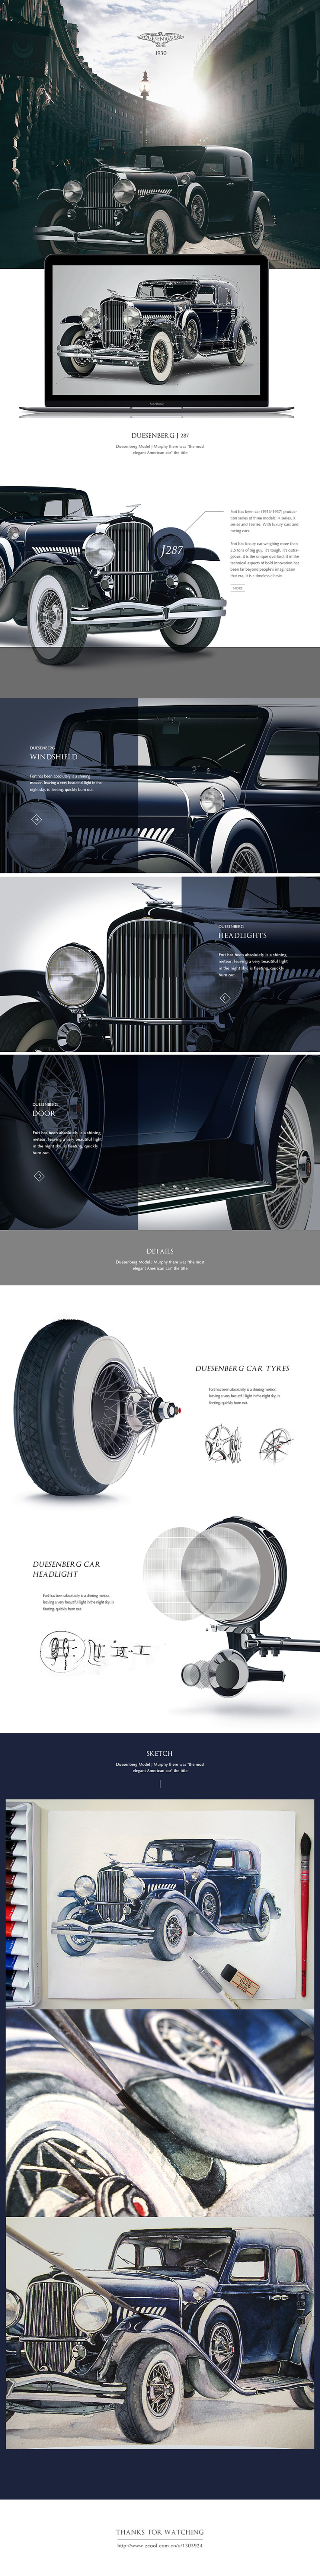 DUESENBERG
1930
MacBook
DUESENBERG J 287
Duesenberg Model J Murphy there was "the most
elegant American car" the title
J287
Fort has been car (1913-1937) produc-
tion series of three models: A series, X
series and J series. With luxury cars and
racing cars.
Fort has luxury car weighing more than
2.5 tons of big guy, it's tough, it's extra-
gance, it is the unique overlord, it in the
technical aspects of bold innovation has
been far beyond people's imagination
that era, it is a timeless classic.
MORE
DUESENBERG
WINDSHIELD
Fort has been absolutely is a shining
meteor, leaving a very beautiful light in the
night sky, is fleeting, quickly burn out.
DUESENBERG
HEADLIGHTS
Fort has been absolutely is a shining
meteor, leaving a very beautiful light
in the night sky, is fleeting, quickly
burn out.
DUESENBERG
DOOR
Fort has been absolutely is a shining
meteor, leaving a very beautiful light
in the night sky, is fleeting, quickly
burn out.
DETAILS
Duesenberg Model J Murphy there was "the most
elegant American car" the title
DUESENBERG CAR TYRES
Fort has been absolutely is a shining meteor,
leaving a very beautiful light in the night sky, is
fleeting, quickly burn out.
DUESENBERG CAR
HEADLIGHT
Fort has been absolutely is a shining meteor,
leaving a very beautiful light in the night sky, is
fleeting, quickly burn out.
SKETCH
Duesenberg Model J Murphy there was "the most
elegant American car" the title
THANKS FOR WATCHING
http://www.zcool.com.cn/u/1303924